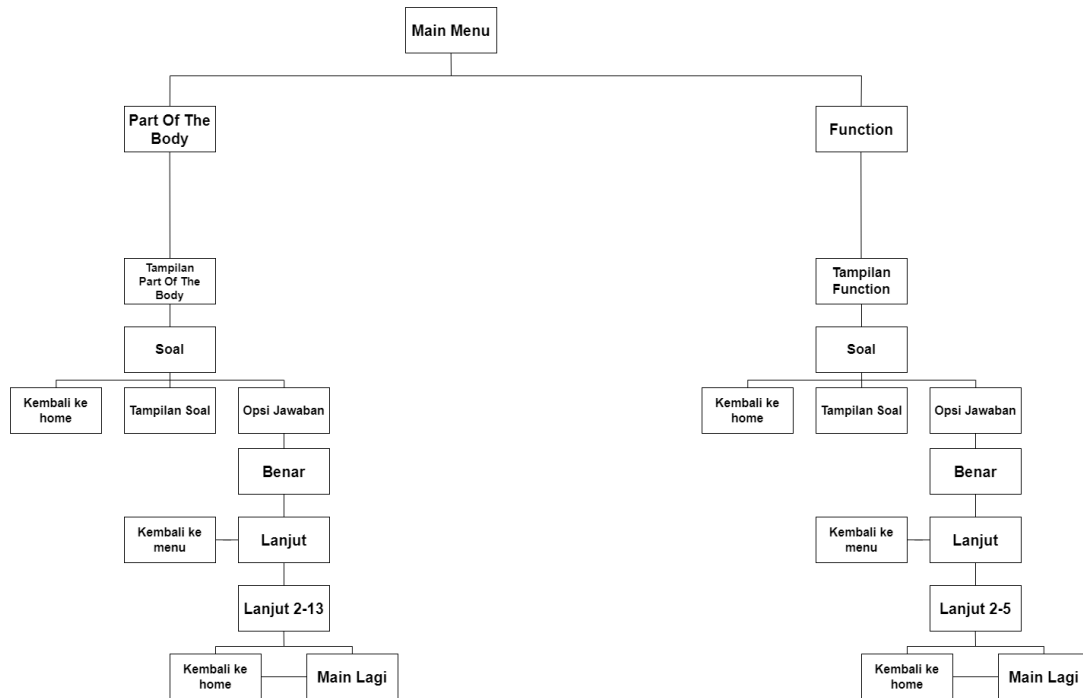 Main Menu
Part Of The
Body
Function
Tampilan
Part Of The
Body
Tampilan
Function
Soal
Soal
Kembali ke
home
Tampilan Soal
Opsi Jawaban
Kembali ke
home
Tampilan Soal
Opsi Jawaban
Benar
Benar
Kembali ke
menu
Lanjut
Kembali ke
menu
Lanjut
Lanjut 2-13
Lanjut 2-5
Kembali ke
home
Main Lagi
Kembali ke
home
Main Lagi